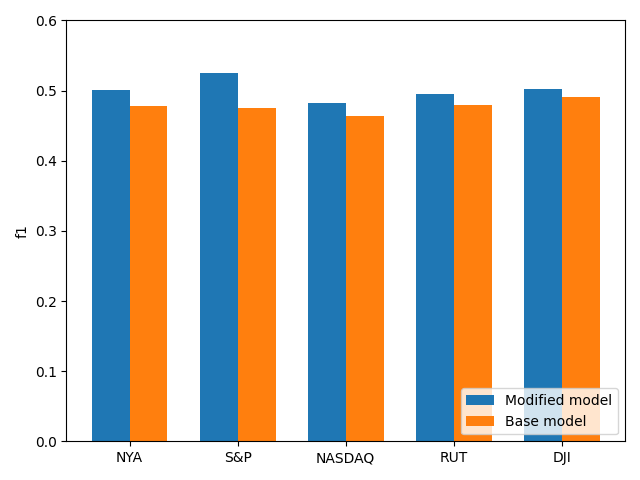 0.6
0.5
0.4
0.3
0.2
0.1
0.0
f1
NYA
S&P
NASDAQ
RUT
DJI
Modified model
Base model